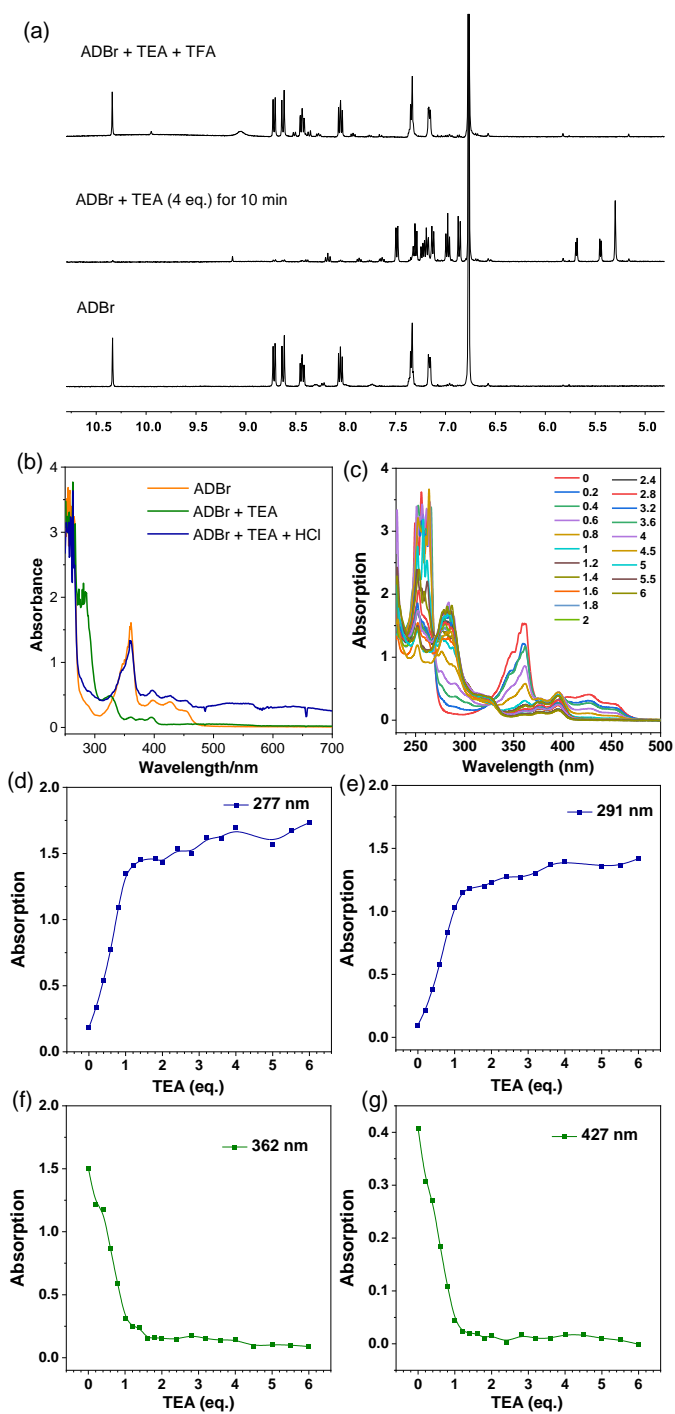 (a)
ADBr + TEA + TFA
ADBr + TEA (4 eq.) for 10 min
ADBr
10.5 10.0 9.5 9.0 8.5 8.0 7.5 7.0 6.5 6.0 5.5 5.0
(b)
4
3
2
1
0
Absorbance
ADBr
ADBr + TEA
ADBr + TEA + HCl
300 400 500 600 700
Wavelength/nm
(c)
4
3
2
1
0
Absorption
0
0.2
0.4
0.6
0.8
1
1.2
1.4
1.6
1.8
2
2.4
2.8
3.2
3.6
4
4.5
5
5.5
6
250 300 350 400 450 500
Wavelength (nm)
(d)
2.0
1.5
1.0
0.5
0.0
Absorption
277 nm
0 1 2 3 4 5 6
TEA (eq.)
(e)
2.0
1.5
1.0
0.5
0.0
Absorption
291 nm
0 1 2 3 4 5 6
TEA (eq.)
(f)
2.0
1.5
1.0
0.5
0.0
Absorption
362 nm
0 1 2 3 4 5 6
TEA (eq.)
(g)
0.4
0.3
0.2
0.1
0.0
Absorption
427 nm
0 1 2 3 4 5 6
TEA (eq.)